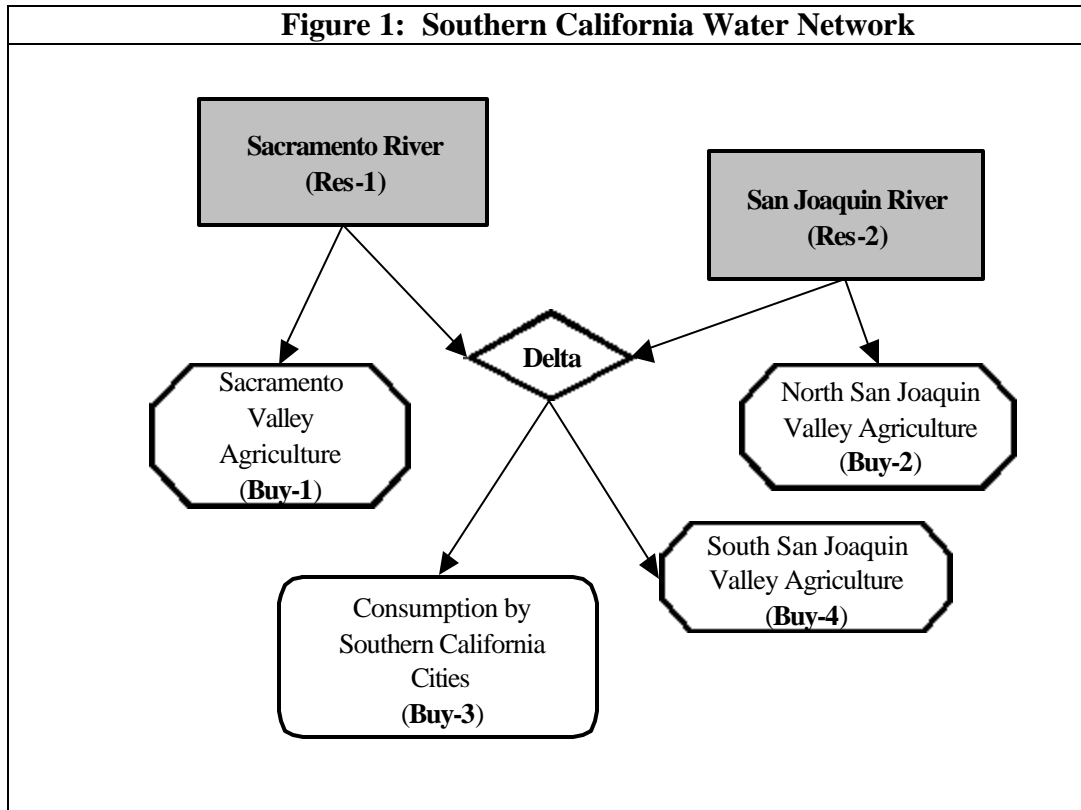 Figure 1: Southern California Water Network
Sacramento River
(Res-1)
San Joaquin River
(Res-2)
Delta
Sacramento
Valley
Agriculture
(Buy-1)
North San Joaquin
Valley Agriculture
(Buy-2)
South San Joaquin
Valley Agriculture
(Buy-4)
Consumption by
Southern California
Cities
(Buy-3)